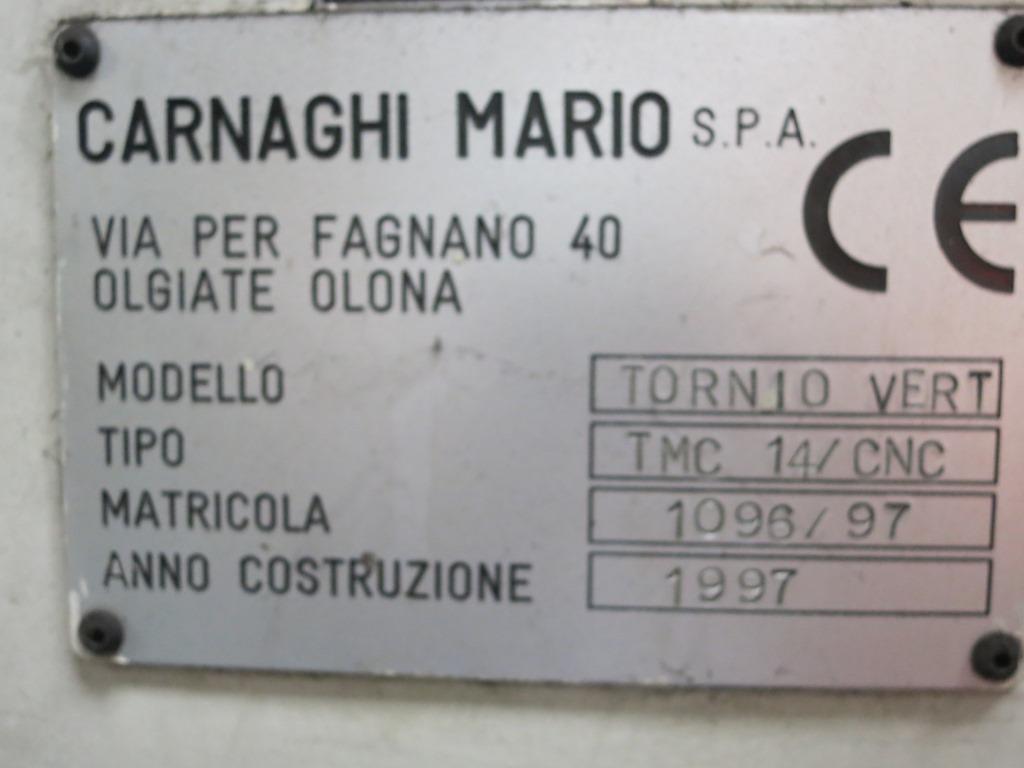 CARNAGHI MARIO S.P.A.
CE
VIA PER FAGNANO 40
OLGIATE OLONA
MODELLO TORNIO VERT
TIPO TMC 14/CNC
MATRICOLA 1096/97
ANNO COSTRUZIONE 1997